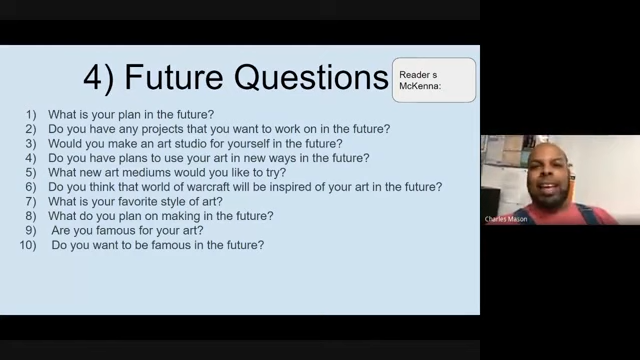 4) Future Questions
Reader s
McKenna:
1) What is your plan in the future?
2) Do you have any projects that you want to work on in the future?
3) Would you make an art studio for yourself in the future?
4) Do you have plans to use your art in new ways in the future?
5) What new art mediums would you like to try?
6) Do you think that world of warcraft will be inspired of your art in the future?
7) What is your favorite style of art?
8) What do you plan on making in the future?
9) Are you famous for your art?
10) Do you want to be famous in the future?
Charles Mason